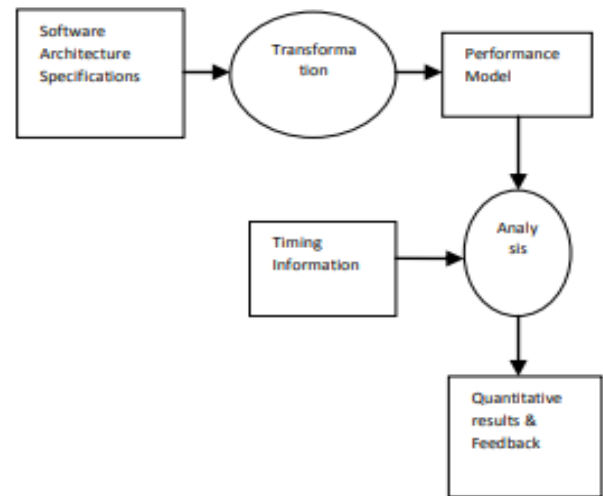 Software
Architecture
Specifications
Transforma
tion
Performance
Model
Timing
Information
Analy
sis
Quantitative
results &
Feedback